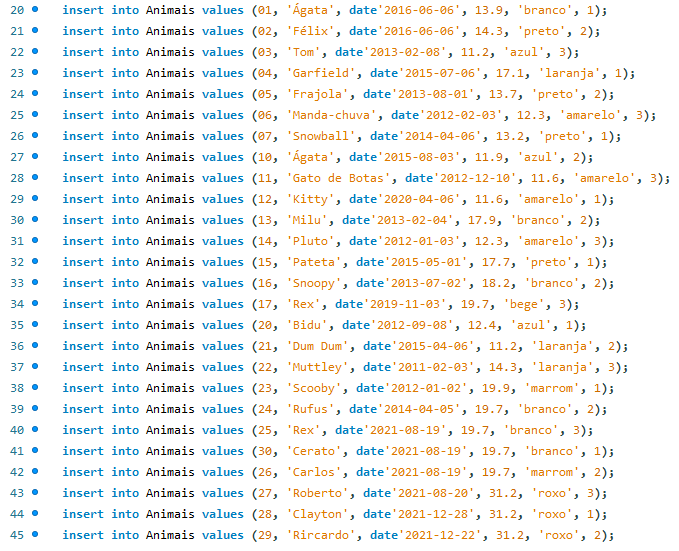 20 insert into Animais values (01, 'Ágata', date'2016-06-06', 13.9, 'branco', 1);
21 insert into Animais values (02, 'Félix', date'2016-06-06', 14.3, 'preto', 2);
22 insert into Animais values (03, 'Tom', date'2013-02-08', 11.2, 'azul', 3);
23 insert into Animais values (04, 'Garfield', date'2015-07-06', 17.1, 'laranja', 1);
24 insert into Animais values (05, 'Frajola', date'2013-08-01', 13.7, 'preto', 2);
25 insert into Animais values (06, 'Manda-chuva', date'2012-02-03', 12.3, 'amarelo', 3);
26 insert into Animais values (07, 'Snowball', date'2014-04-06', 13.2, 'preto', 1);
27 insert into Animais values (10, 'Ágata', date'2015-08-03', 11.9, 'azul', 2);
28 insert into Animais values (11, 'Gato de Botas', date'2012-12-10', 11.6, 'amarelo', 3);
29 insert into Animais values (12, 'Kitty', date'2020-04-06', 11.6, 'amarelo', 1);
30 insert into Animais values (13, 'Milu', date'2013-02-04', 17.9, 'branco', 2);
31 insert into Animais values (14, 'Pluto', date'2012-01-03', 12.3, 'amarelo', 3);
32 insert into Animais values (15, 'Pateta', date'2015-05-01', 17.7, 'preto', 1);
33 insert into Animais values (16, 'Snoopy', date'2013-07-02', 18.2, 'branco', 2);
34 insert into Animais values (17, 'Rex', date'2019-11-03', 19.7, 'bege', 3);
35 insert into Animais values (20, 'Bidu', date'2012-09-08', 12.4, 'azul', 1);
36 insert into Animais values (21, 'Dum Dum', date'2015-04-06', 11.2, 'laranja', 2);
37 insert into Animais values (22, 'Muttley', date'2011-02-03', 14.3, 'laranja', 3);
38 insert into Animais values (23, 'Scooby', date'2012-01-02', 19.9, 'marrom', 1);
39 insert into Animais values (24, 'Rufus', date'2014-04-05', 19.7, 'branco', 2);
40 insert into Animais values (25, 'Rex', date'2021-08-19', 19.7, 'branco', 3);
41 insert into Animais values (30, 'Cerato', date'2021-08-19', 19.7, 'branco', 1);
42 insert into Animais values (26, 'Carlos', date'2021-08-19', 19.7, 'marrom', 2);
43 insert into Animais values (27, 'Roberto', date'2021-08-20', 31.2, 'roxo', 3);
44 insert into Animais values (28, 'Clayton', date'2021-12-28', 31.2, 'roxo', 1);
45 insert into Animais values (29, 'Rircardo', date'2021-12-22', 31.2, 'roxo', 2);